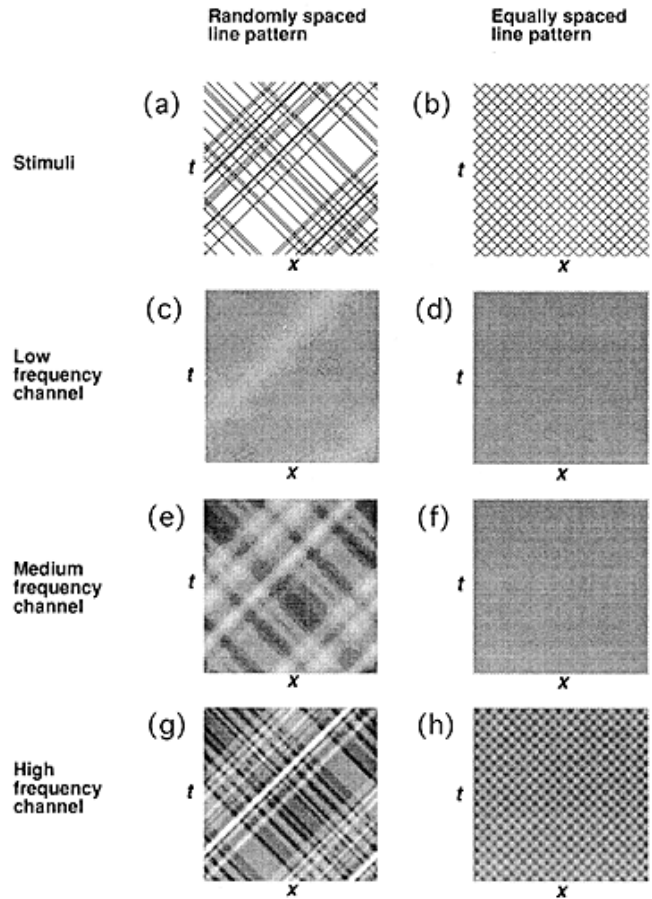 Randomly spaced
line pattern
Equally spaced
line pattern
Stimuli
(a)
t
x
(b)
t
x
Low
frequency
channel
(c)
t
x
(d)
t
x
Medium
frequency
channel
(e)
t
x
(f)
t
x
High
frequency
channel
(g)
t
x
(h)
t
x